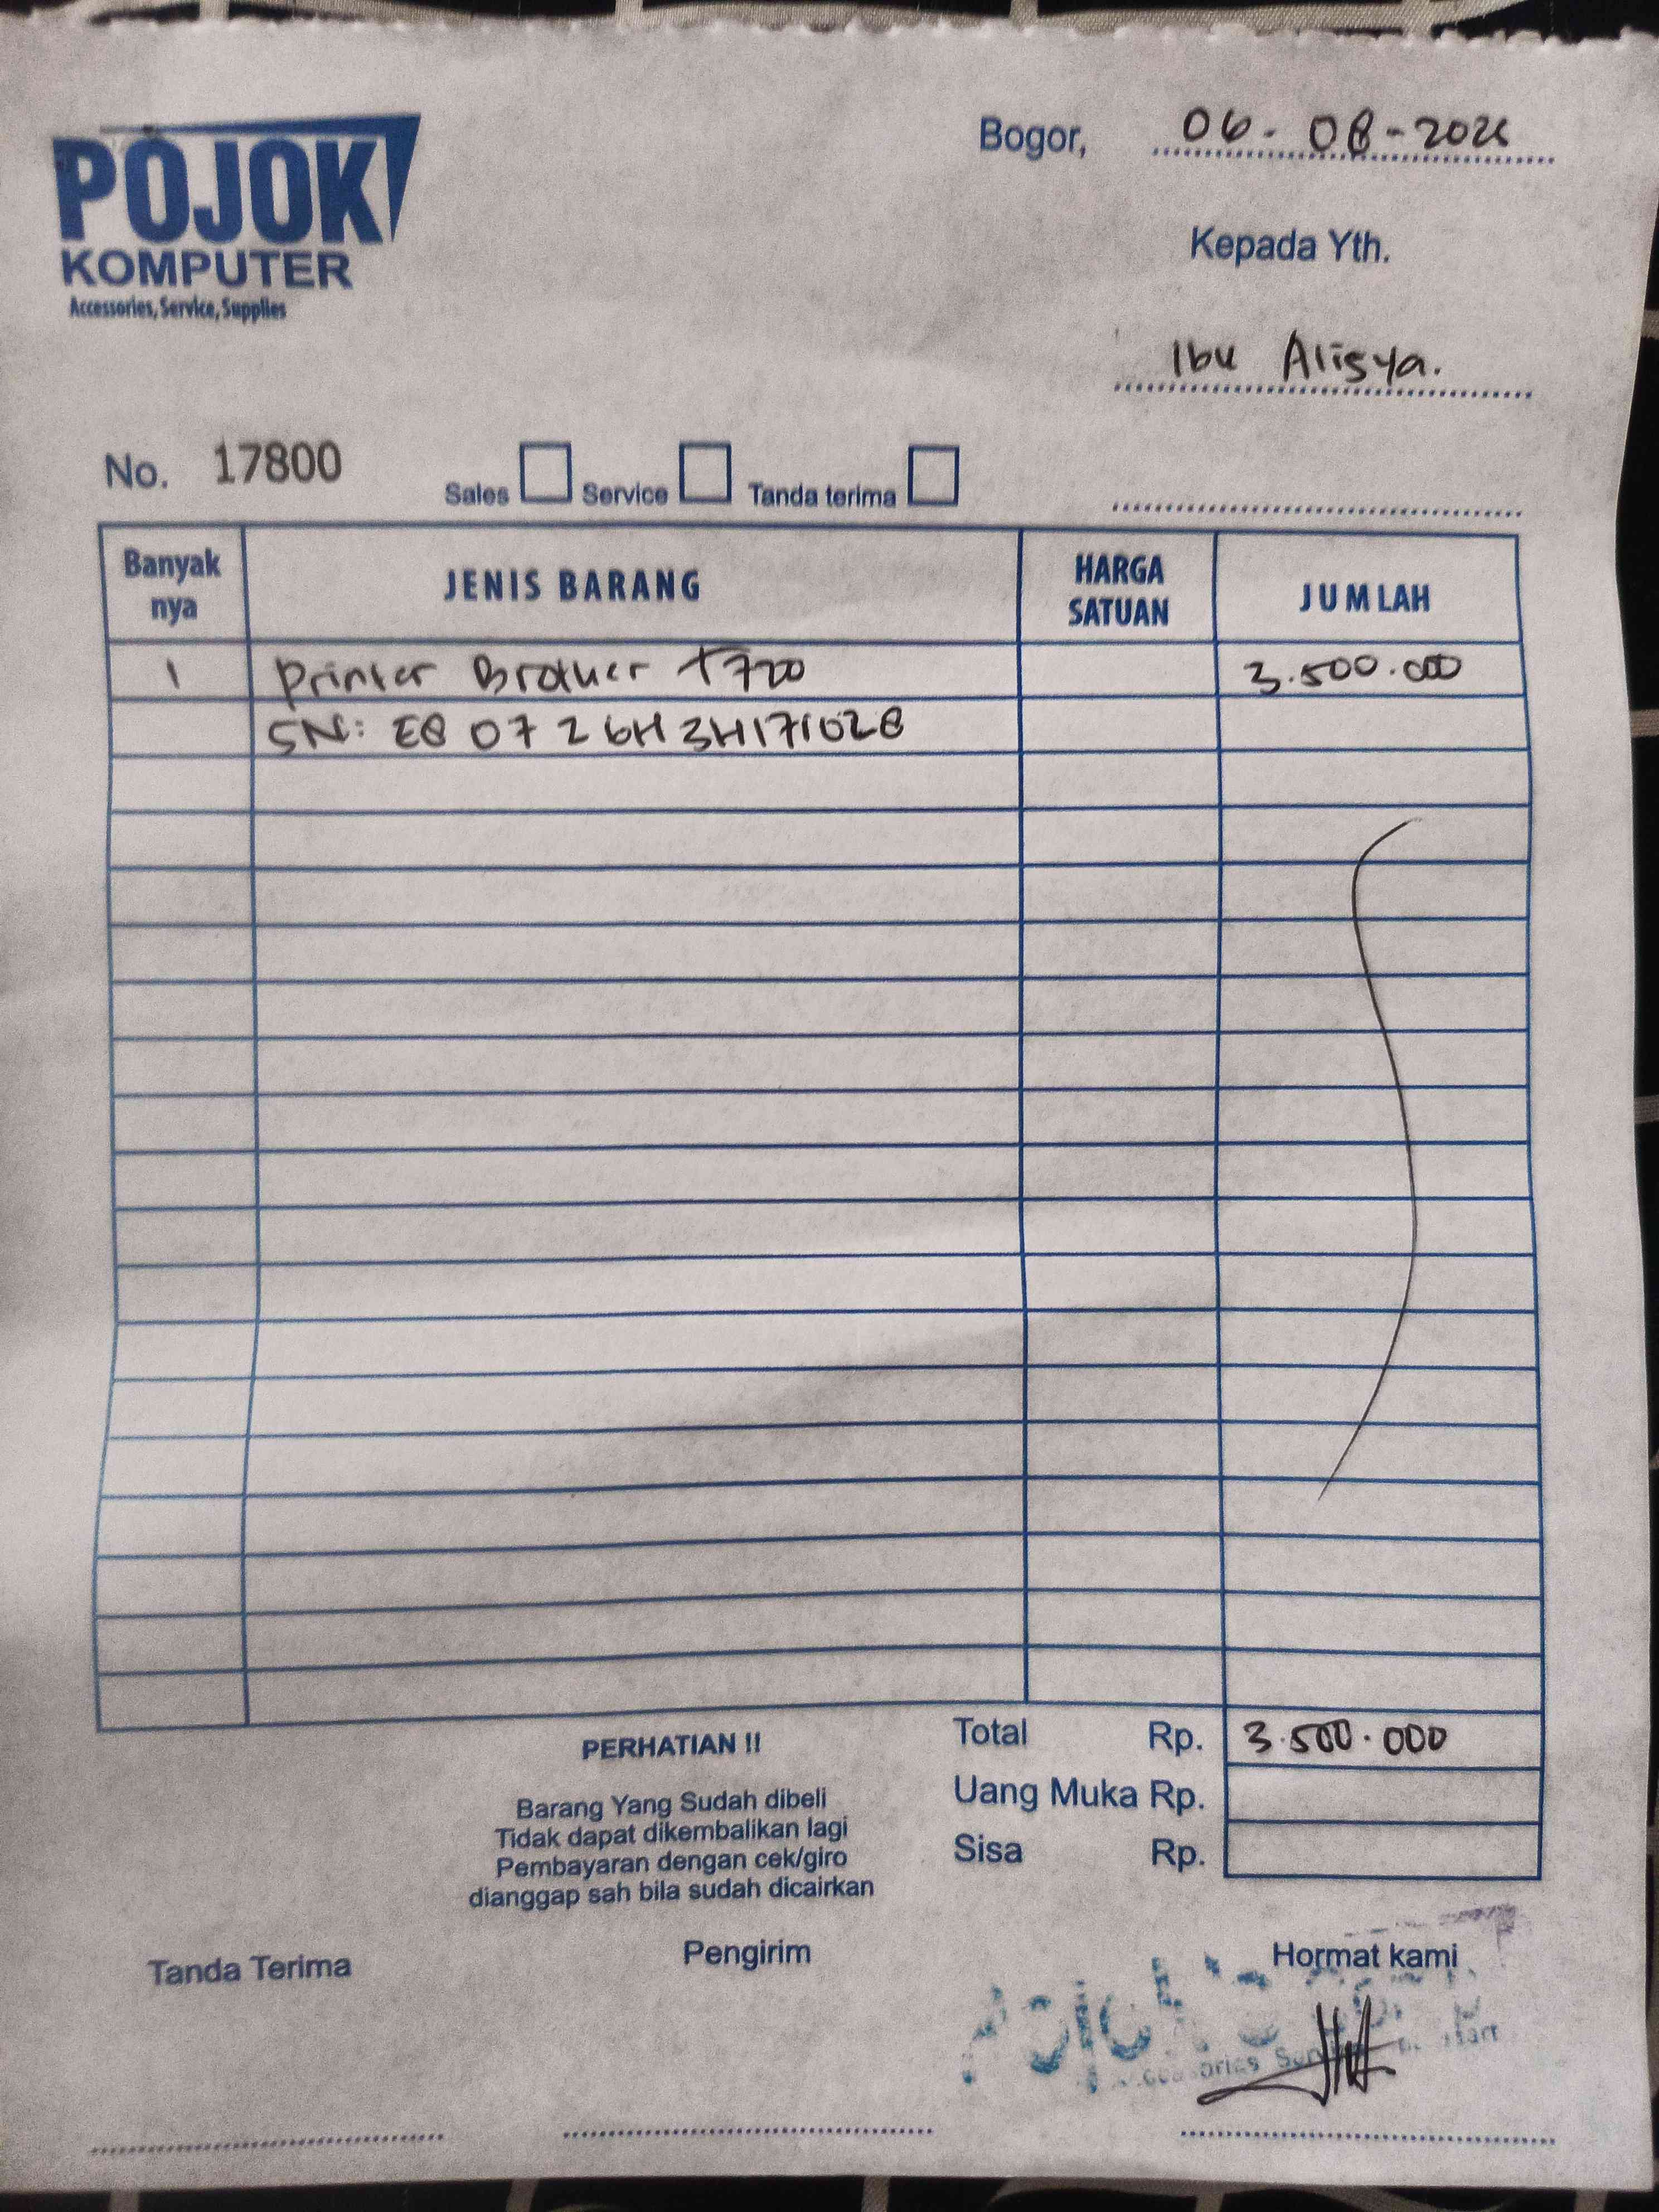 POJOK
KOMPUTER
Accessories, Service, Supplies
Bogor, 06-08-2026
Kepada Yth.
Ibu Alisya.
No. 17800
Sales Service Tanda terima
Banyak nya JENIS BARANG HARGA SATUAN JUMLAH
1 Printer Brother T720 3.500.000
SN: E80726H3H171028
Total Rp. 3.500.000
Uang Muka Rp.
Sisa Rp.
PERHATIAN !!
Barang Yang Sudah dibeli
Tidak dapat dikembalikan lagi
Pembayaran dengan cek/giro
dianggap sah bila sudah dicairkan
Tanda Terima Pengirim Hormat kami